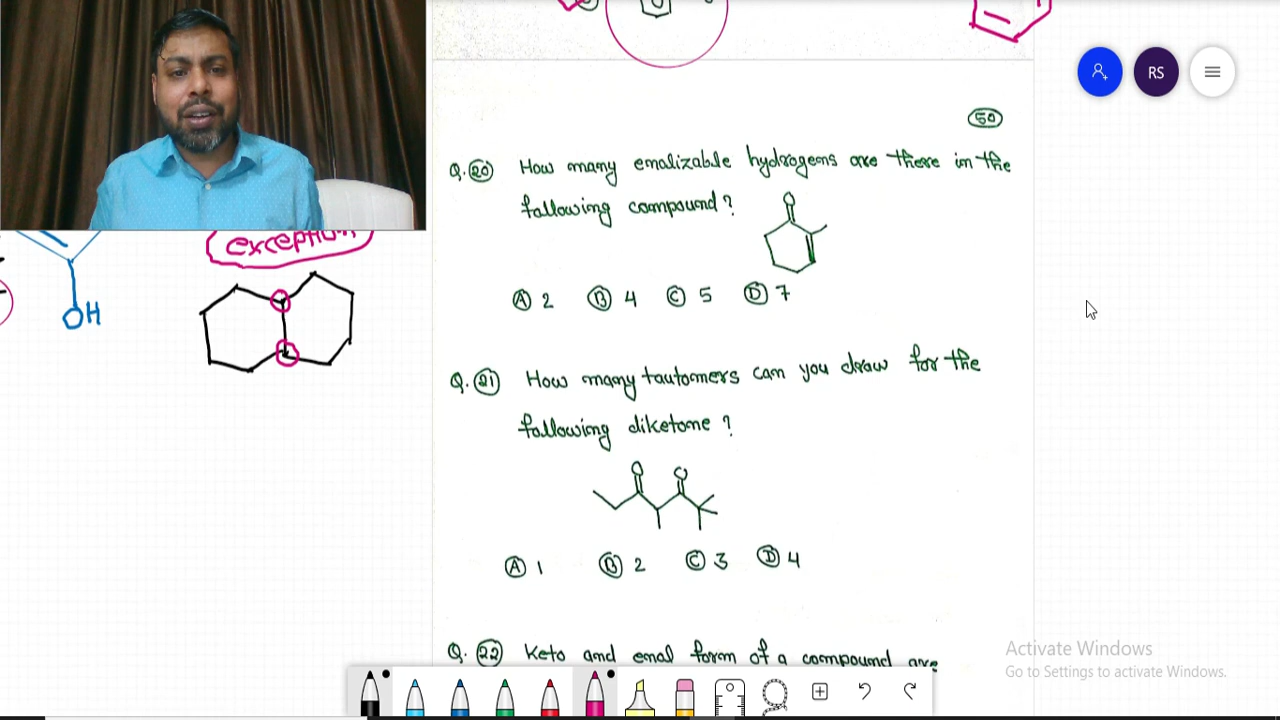 RS
50
Q. 20 How many enolizable hydrogens are there in the
following compound?
O
A 2 B 4 C 5 D 7
exception
OH
Q. 21 How many tautomers can you draw for the
following diketone?
O O
A 1 B 2 C 3 D 4
Q. 22 Keto and enol form of a compound are
Activate Windows
Go to Settings to activate Windows.